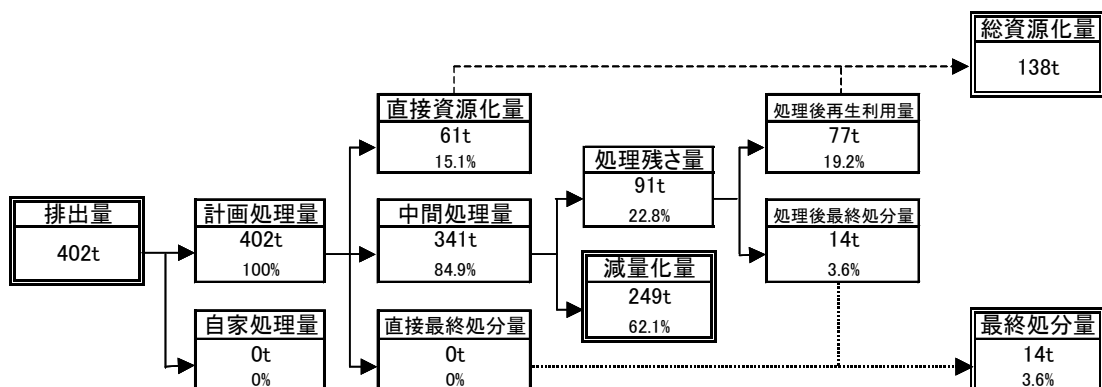 総資源化量
138t
直接資源化量
61t
15.1%
処理後再生利用量
77t
19.2%
処理残さ量
91t
22.8%
排出量
402t
計画処理量
402t
100%
中間処理量
341t
84.9%
処理後最終処分量
14t
3.6%
減量化量
249t
62.1%
自家処理量
0t
0%
直接最終処分量
0t
0%
最終処分量
14t
3.6%